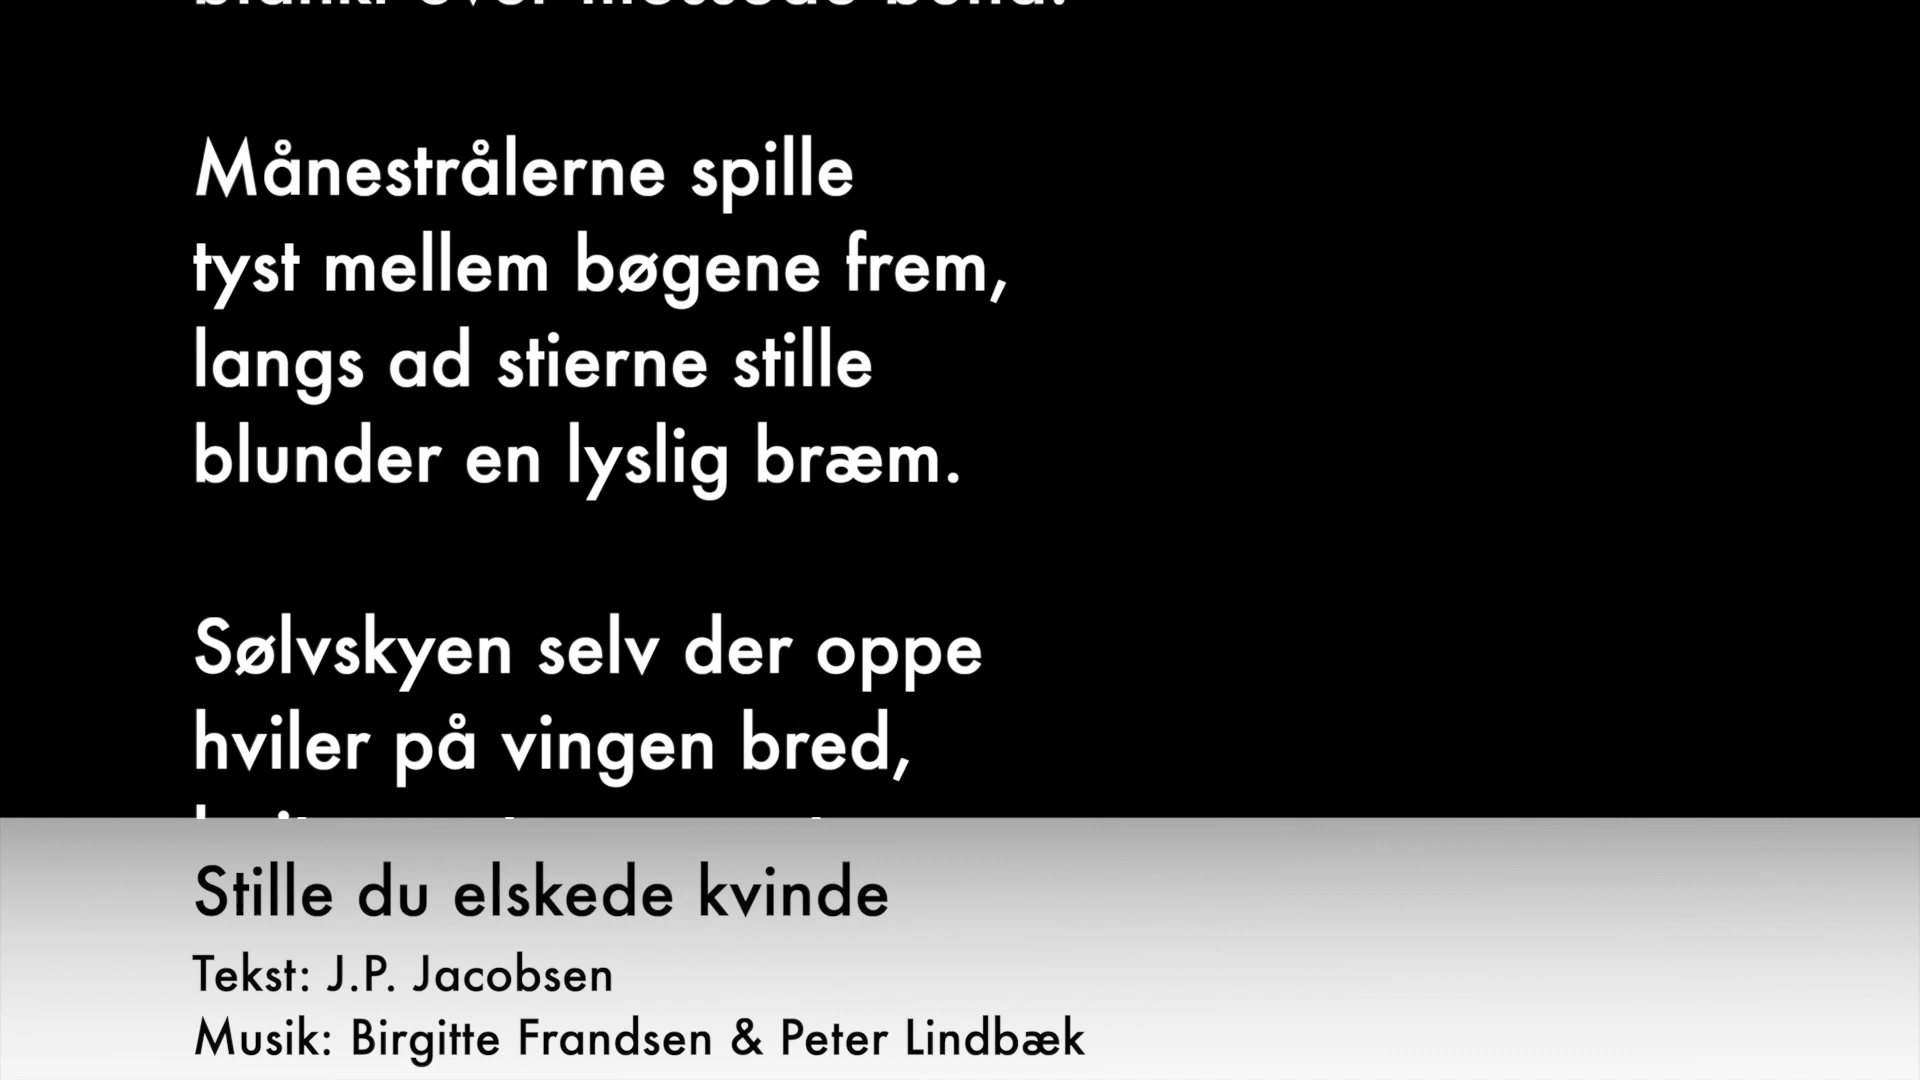 Månestrålerne spille
tyst mellem bøgene frem,
langs ad stierne stille
blunder en lyslig bræm.
Sølvskyen selv der oppe
hviler på vingen bred,
Stille du elskede kvinde
Tekst: J.P. Jacobsen
Musik: Birgitte Frandsen & Peter Lindbæk